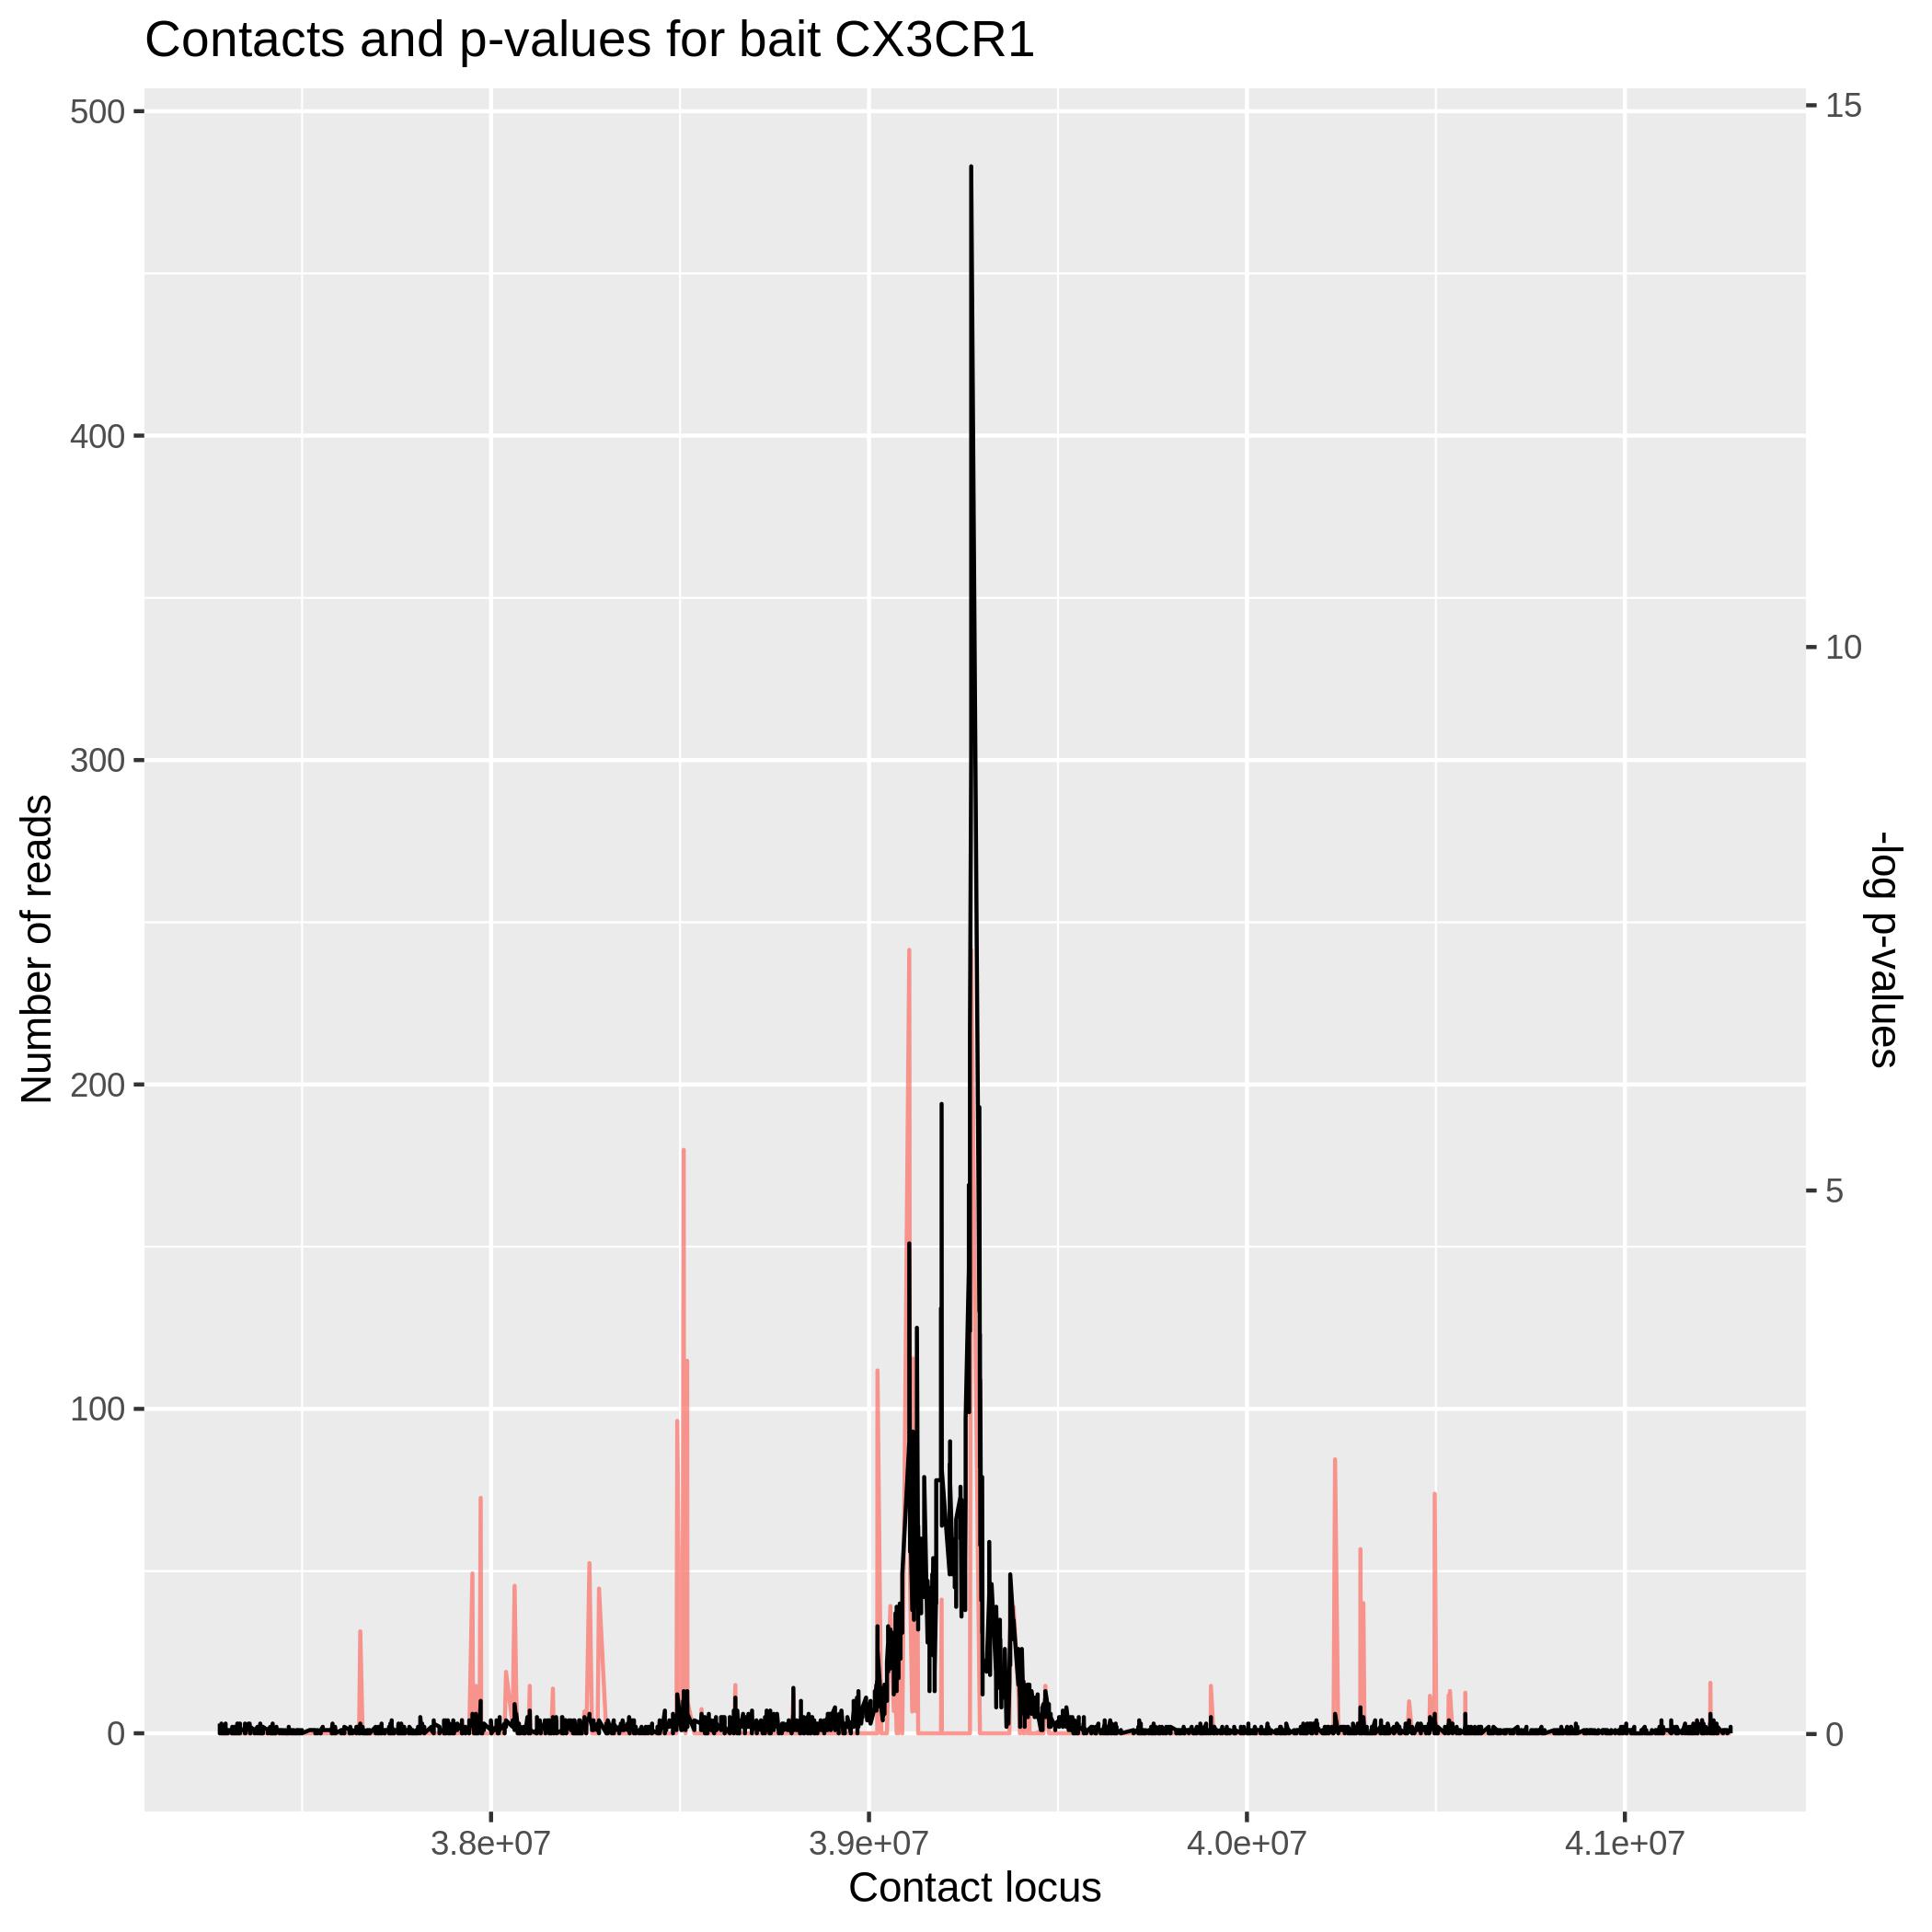 Contacts and p-values for bait CX3CR1
500
400
300
200
100
0
Number of reads
15
10
5
0
-log p-values
3.8e+07
3.9e+07
4.0e+07
4.1e+07
Contact locus